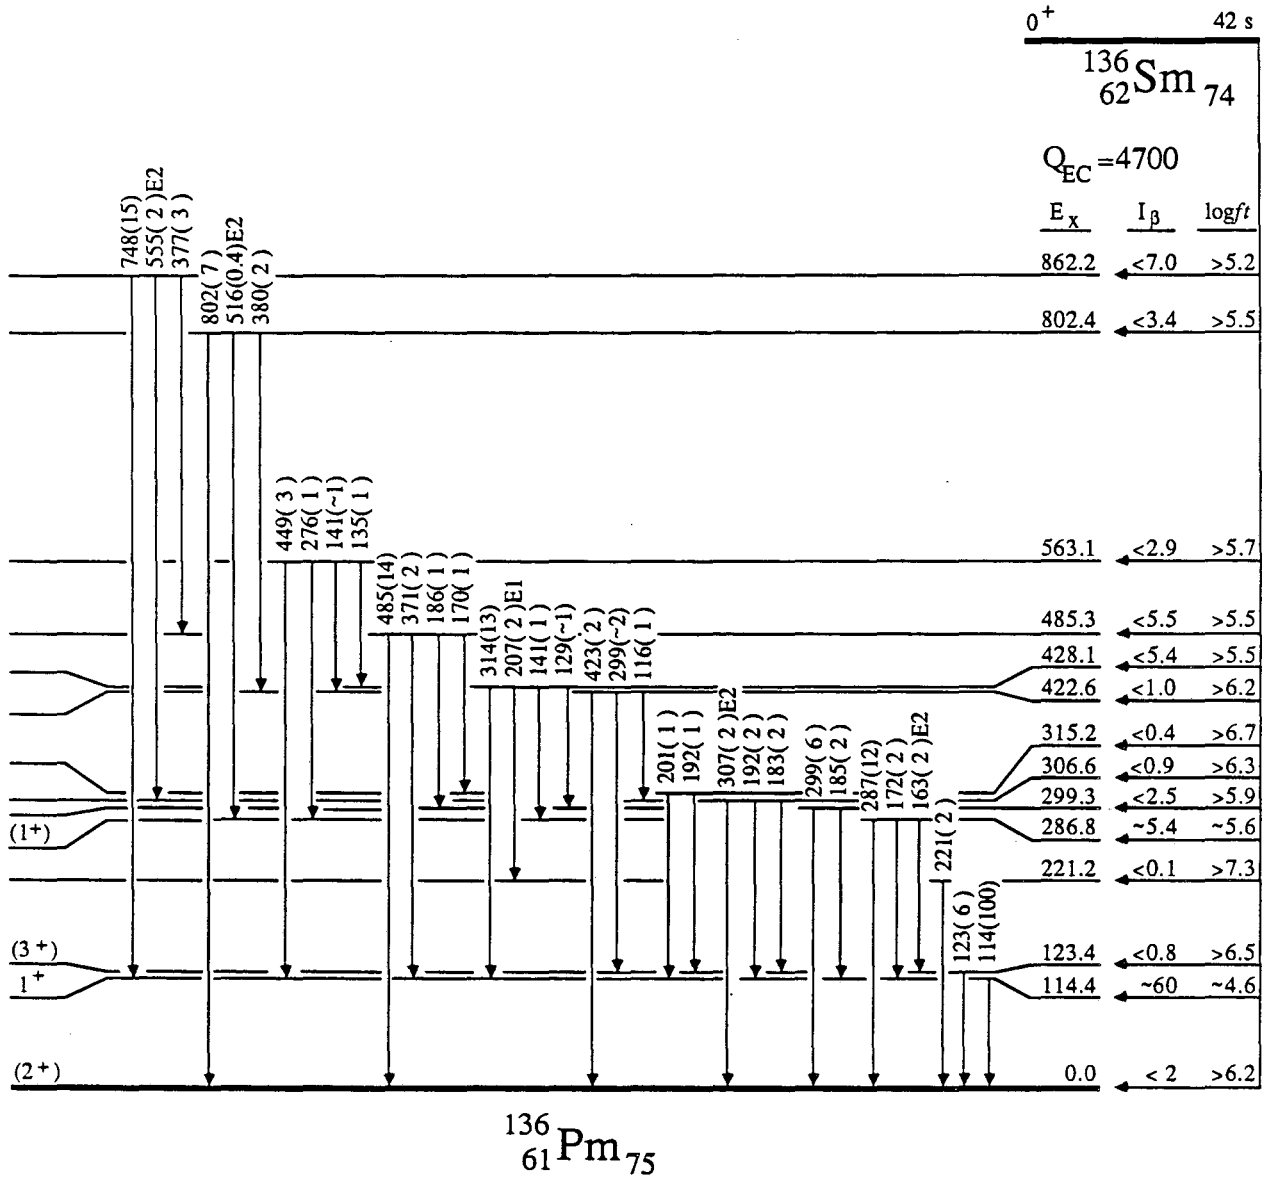 0+ 42 s
136
62 Sm 74
QEC =4700
Ex Iβ logft
748(15)
555( 2 )E2
377( 3 )
802( 7 )
516(0.4)E2
380( 2 )
449( 3 )
276( 1 )
141(~1)
135( 1 )
485(14)
371( 2 )
186( 1 )
170( 1 )
314(13)
207( 2 )E1
141( 1 )
129(~1)
423( 2 )
299(~2)
116( 1 )
201( 1 )
192( 1 )
307( 2 )E2
192( 2 )
183( 2 )
299( 6 )
185( 2 )
287(12)
172( 2 )
163( 2 )E2
221( 2 )
123( 6 )
114(100)
862.2 <7.0 >5.2
802.4 <3.4 >5.5
563.1 <2.9 >5.7
485.3 <5.5 >5.5
428.1 <5.4 >5.5
422.6 <1.0 >6.2
315.2 <0.4 >6.7
306.6 <0.9 >6.3
299.3 <2.5 >5.9
(1+) 286.8 ~5.4 ~5.6
221.2 <0.1 >7.3
(3+) 123.4 <0.8 >6.5
1+ 114.4 ~60 ~4.6
(2+) 0.0 < 2 >6.2
136
61 Pm 75